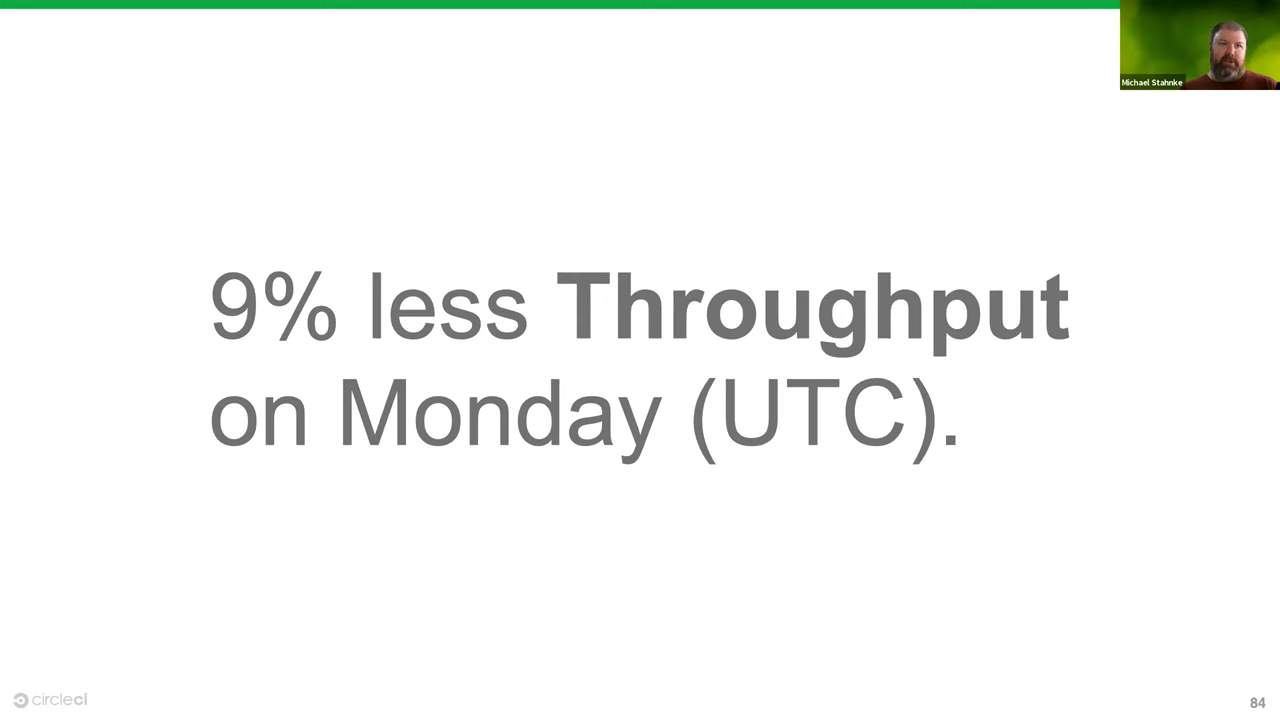 Michael Stahnke
9% less Throughput
on Monday (UTC).
circleci
84